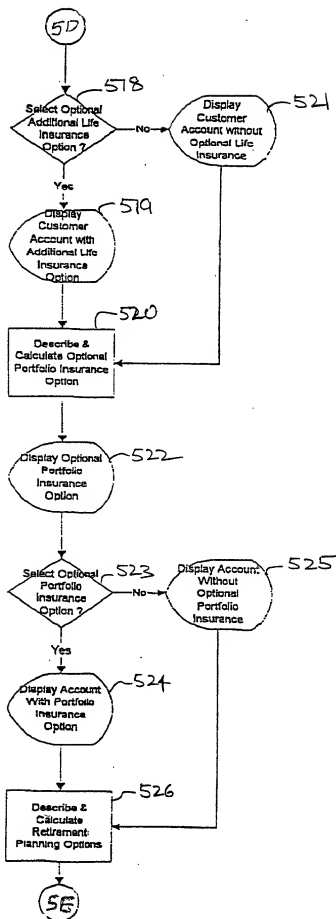 5D
578
Select Optional
Additional Life
Insurance
Option ?
No
Display
Customer
Account without
Optional Life
Insurance
521
Yes
519
Display
Customer
Account with
Additional Life
Insurance
Option
520
Describe &
Calculate Optional
Portfolio Insurance
Option
522
Display Optional
Portfolio
Insurance
Option
523
Select Optional
Portfolio
Insurance
Option ?
No
Display Account
Without
Optional
Portfolio
Insurance
525
Yes
Display Account
With Portfolio
Insurance
Option
524
526
Describe &
Calculate
Retirement
Planning Options
5E